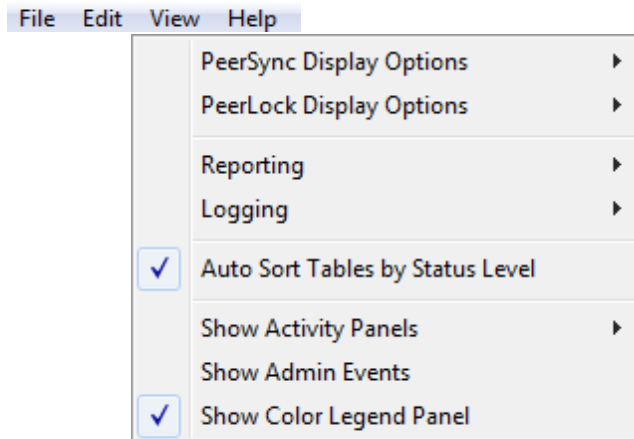 File Edit View Help
PeerSync Display Options
PeerLock Display Options
Reporting
Logging
Auto Sort Tables by Status Level
Show Activity Panels
Show Admin Events
Show Color Legend Panel